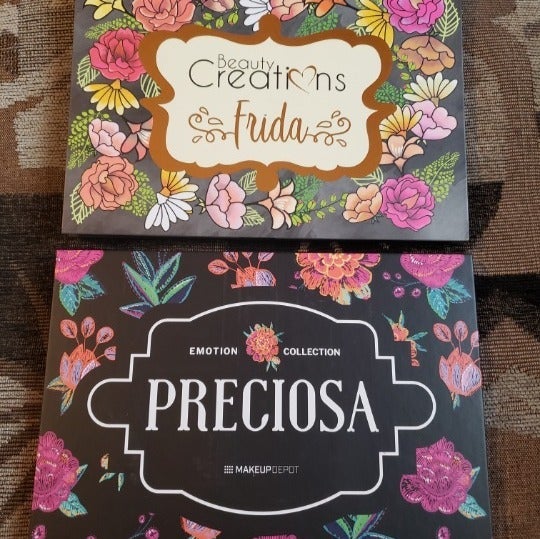 Beauty
Creations
Frida
EMOTION COLLECTION
PRECIOSA
MAKEUPDEPOT